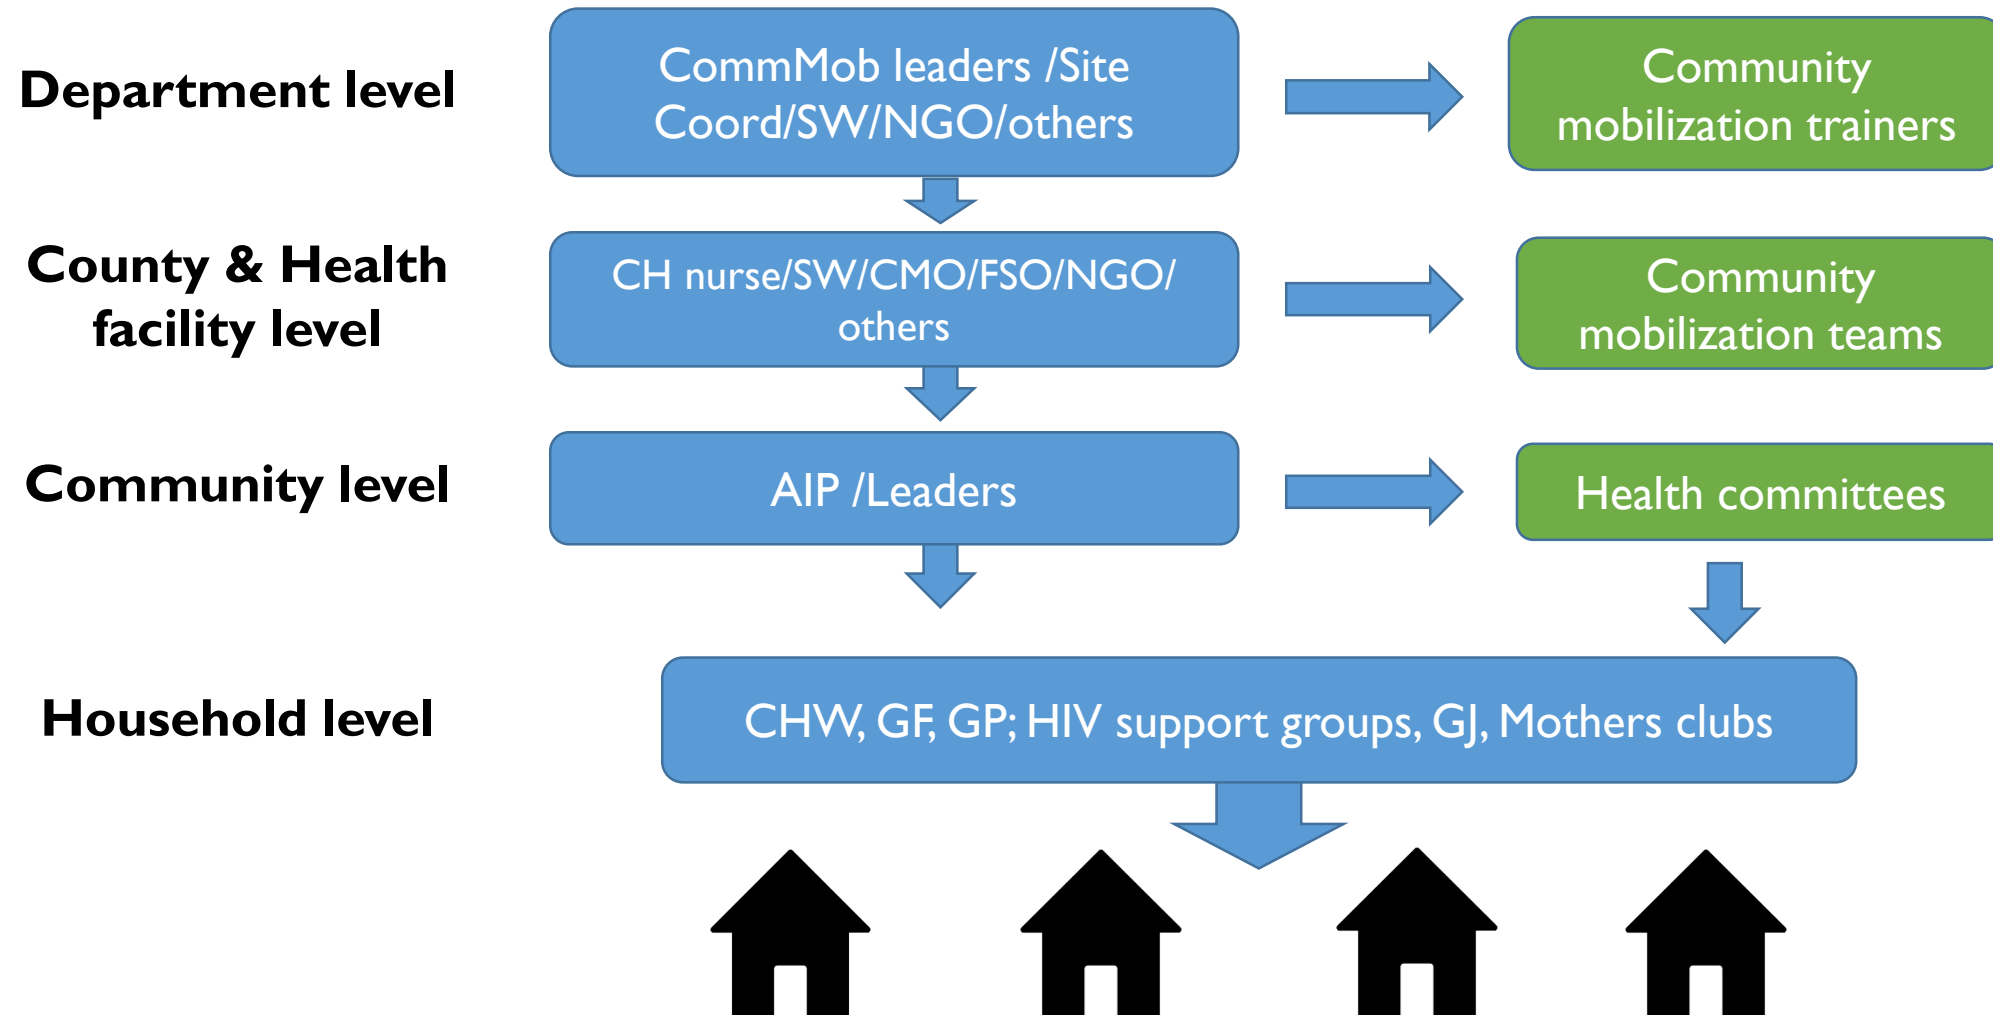 Department level
CommMob leaders /Site
Coord/SW/NGO/others
Community
mobilization trainers
County & Health
facility level
CH nurse/SW/CMO/FSO/NGO/
others
Community
mobilization teams
Community level
AIP /Leaders
Health committees
Household level
CHW, GF, GP; HIV support groups, GJ, Mothers clubs